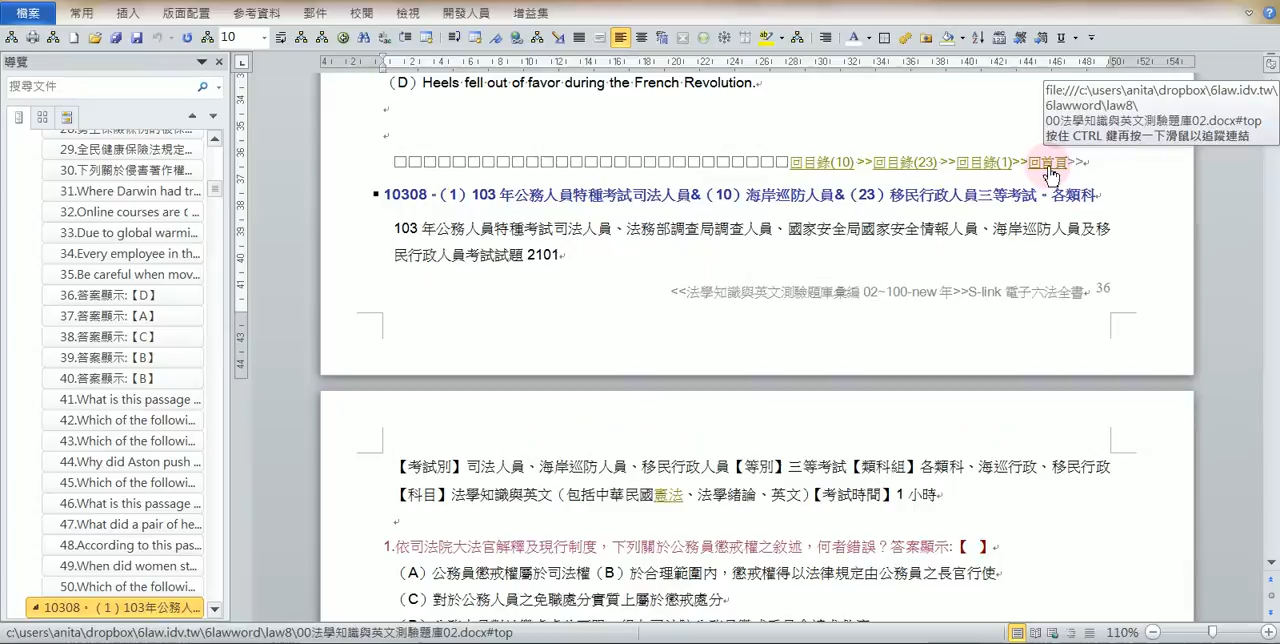 檔案 常用 插入 版面配置 參考資料 郵件 校閱 檢視 開發人員 增益集
10
導覽
搜尋文件
29.全民健康保險法規定...
30.下列關於侵害著作權...
31.Where Darwin had tr...
32.Online courses are (...
33.Due to global warmi...
34.Every employee in th...
35.Be careful when mov...
36.答案顯示:【D】
37.答案顯示:【A】
38.答案顯示:【C】
39.答案顯示:【B】
40.答案顯示:【B】
41.What is this passage ...
42.Which of the followi...
43.Which of the followi...
44.Why did Aston push ...
45.Which of the followi...
46.What is this passage ...
47.What did a pair of he...
48.According to this pas...
49.When did women st...
50.Which of the followi...
10308‧（1）103年公務人...
（D）Heels fell out of favor during the French Revolution.
file:///c:\users\anita\dropbox\6law.idv.tw\
6lawword\law8\
00法學知識與英文測驗題庫02.docx#top
按住 CTRL 鍵再按一下滑鼠以追蹤連結
□□□□□□□□□□□□□□□□□□□□□□□□□□□回目錄(10) >>回目錄(23) >>回目錄(1)>>回首頁>>
10308‧（1）103 年公務人員特種考試司法人員&（10）海岸巡防人員&（23）移民行政人員三等考試‧各類科
103 年公務人員特種考試司法人員、法務部調查局調查人員、國家安全局國家安全情報人員、海岸巡防人員及移
民行政人員考試試題 2101
<<法學知識與英文測驗題庫彙編 02~100-new 年>>S-link 電子六法全書 36
【考試別】司法人員、海岸巡防人員、移民行政人員【等別】三等考試【類科組】各類科、海巡行政、移民行政
【科目】法學知識與英文（包括中華民國憲法、法學緒論、英文）【考試時間】1 小時
1.依司法院大法官解釋及現行制度，下列關於公務員懲戒權之敘述，何者錯誤？答案顯示:【 】
（A）公務員懲戒權屬於司法權（B）於合理範圍內，懲戒權得以法律規定由公務員之長官行使
（C）對於公務人員之免職處分實質上屬於懲戒處分
c:\users\anita\dropbox\6law.idv.tw\6lawword\law8\00法學知識與英文測驗題庫02.docx#top 110%